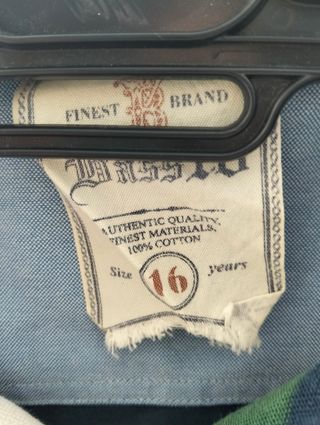 FINEST BRAND
AUTHENTIC QUALITY,
FINEST MATERIALS,
100% COTTON
Size 16 years